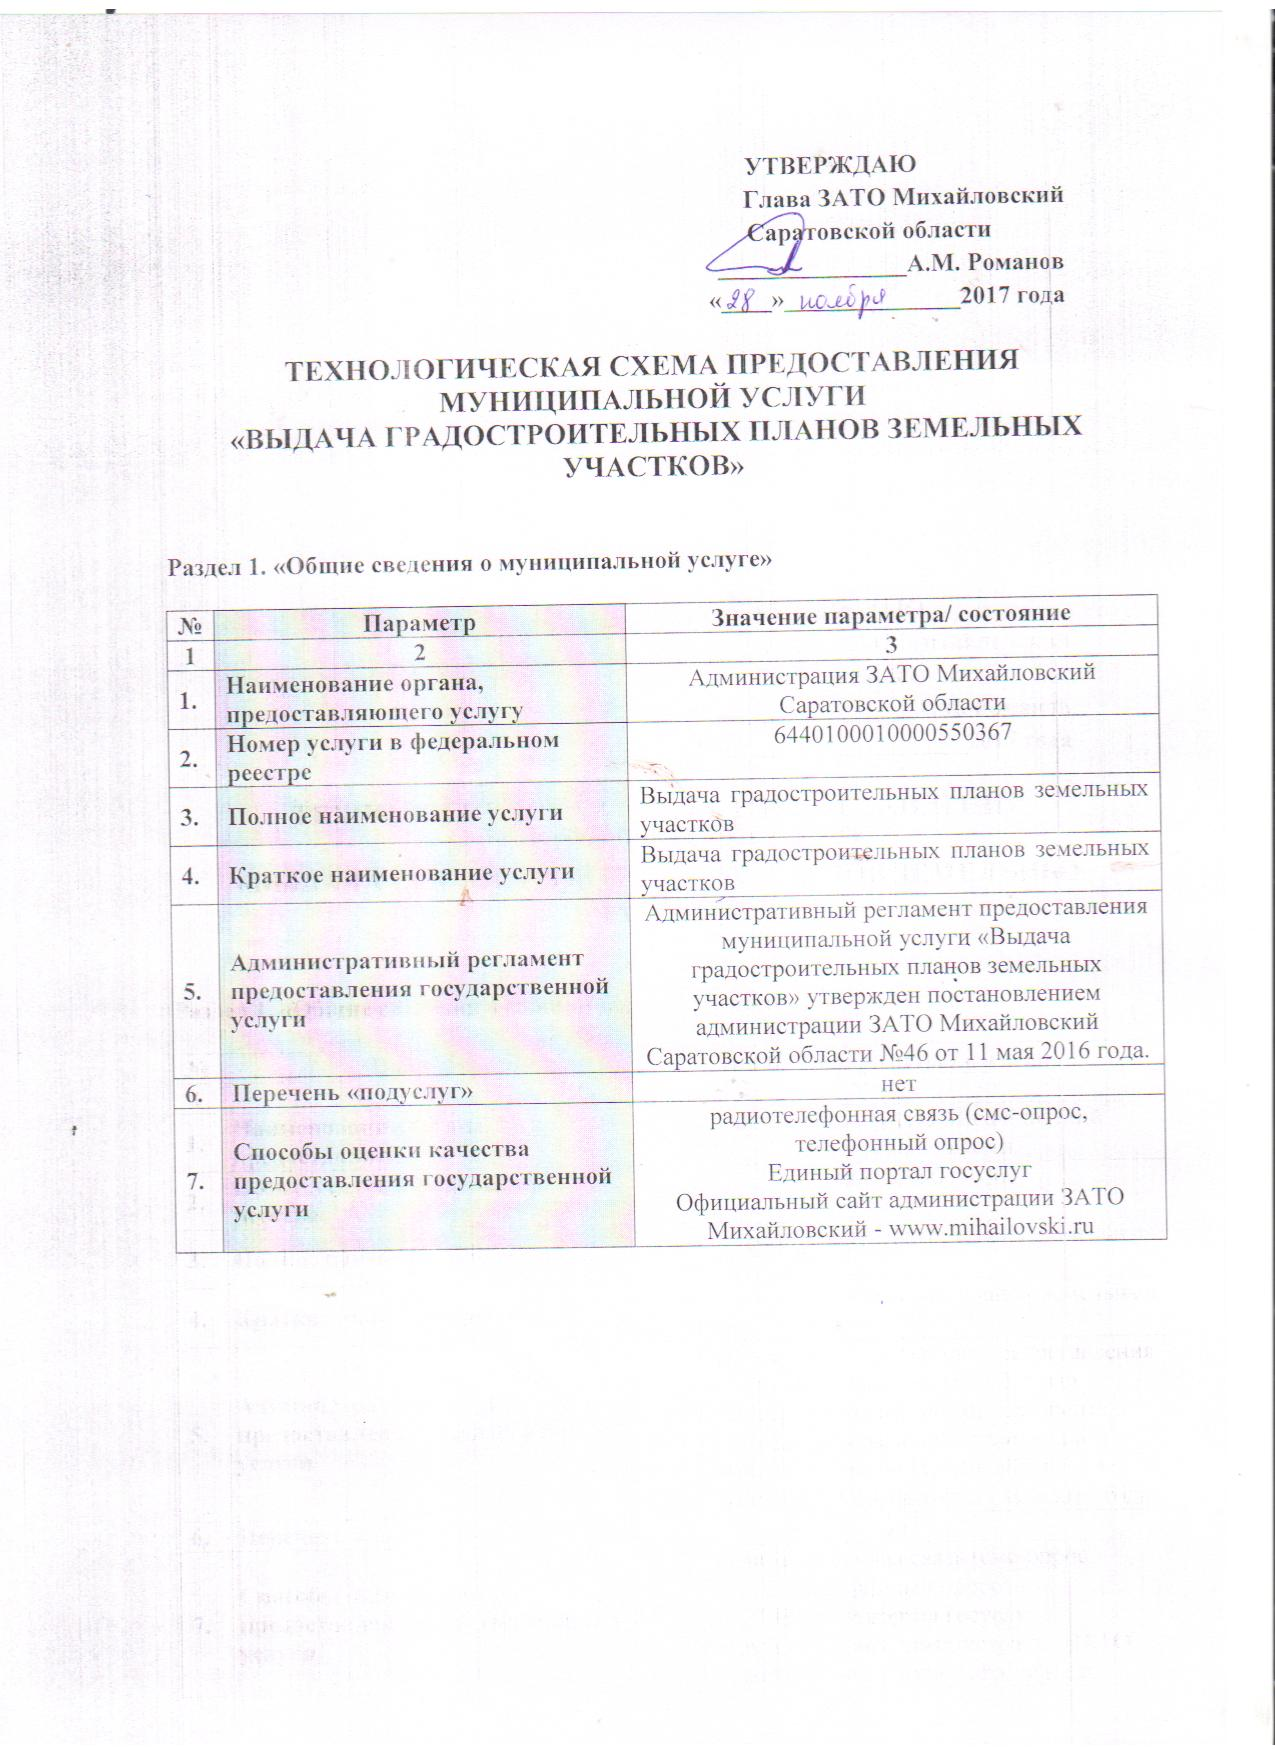 УТВЕРЖДАЮ
Глава ЗАТО Михайловский
Саратовской области
_______________А.М. Романов
«28» ноября 2017 года
ТЕХНОЛОГИЧЕСКАЯ СХЕМА ПРЕДОСТАВЛЕНИЯ
МУНИЦИПАЛЬНОЙ УСЛУГИ
«ВЫДАЧА ГРАДОСТРОИТЕЛЬНЫХ ПЛАНОВ ЗЕМЕЛЬНЫХ
УЧАСТКОВ»
Раздел 1. «Общие сведения о муниципальной услуге»
№ Параметр Значение параметра/ состояние
1 2 3
1. Наименование органа,
предоставляющего услугу
Администрация ЗАТО Михайловский
Саратовской области
2. Номер услуги в федеральном
реестре
6440100010000550367
3. Полное наименование услуги
Выдача градостроительных планов земельных
участков
4. Краткое наименование услуги
Выдача градостроительных планов земельных
участков
5. Административный регламент
предоставления государственной
услуги
Административный регламент предоставления
муниципальной услуги «Выдача
градостроительных планов земельных
участков» утвержден постановлением
администрации ЗАТО Михайловский
Саратовской области №46 от 11 мая 2016 года.
6. Перечень «подуслуг» нет
7. Способы оценки качества
предоставления государственной
услуги
радиотелефонная связь (смс-опрос,
телефонный опрос)
Единый портал госуслуг
Официальный сайт администрации ЗАТО
Михайловский - www.mihailovski.ru